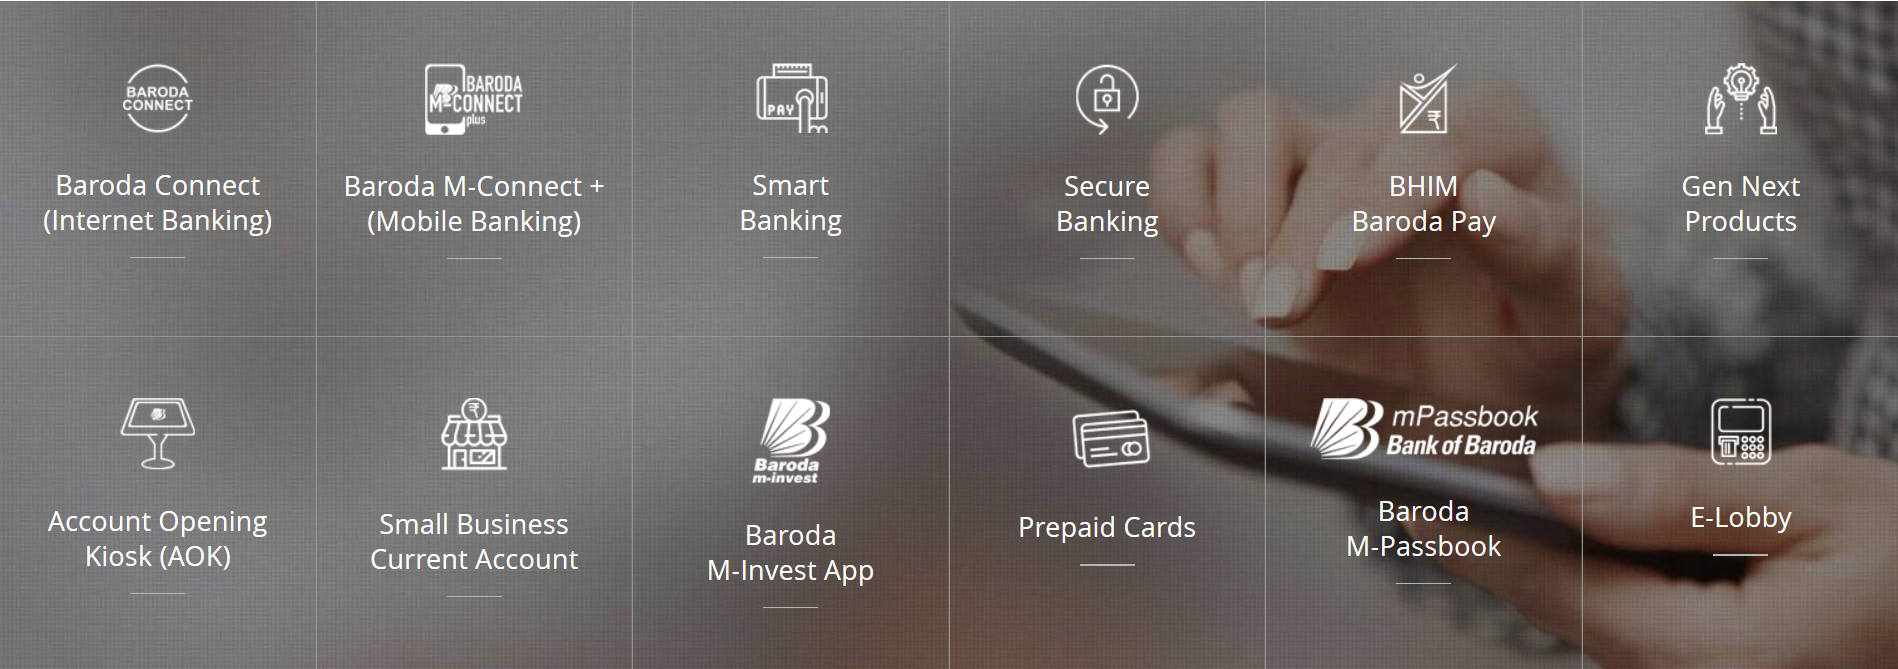 BARODA
CONNECT
Baroda Connect
(Internet Banking)
BARODA
M-CONNECT
plus
Baroda M-Connect +
(Mobile Banking)
PAY
Smart
Banking
Secure
Banking
₹
BHIM
Baroda Pay
Gen Next
Products
Account Opening
Kiosk (AOK)
₹
Small Business
Current Account
Baroda
m-invest
Baroda
M-Invest App
Prepaid Cards
mPassbook
Bank of Baroda
Baroda
M-Passbook
E-Lobby